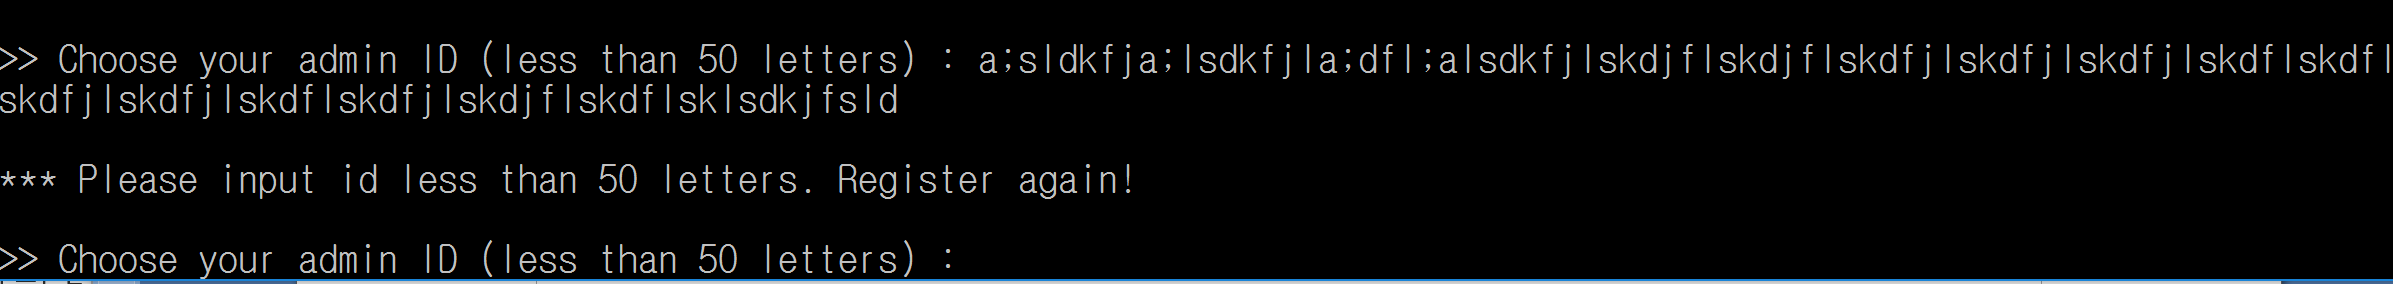 >> Choose your admin ID (less than 50 letters) : a;sldkfja;lsdkfjla;dfl;alsdkfjlskdjflskdjflskdfjlskdfjlskdfjlskdflskdfl
skdfjlskdfjlskdflskdfjlskdjflskdflsklsdkjfsld
*** Please input id less than 50 letters. Register again!
>> Choose your admin ID (less than 50 letters) :